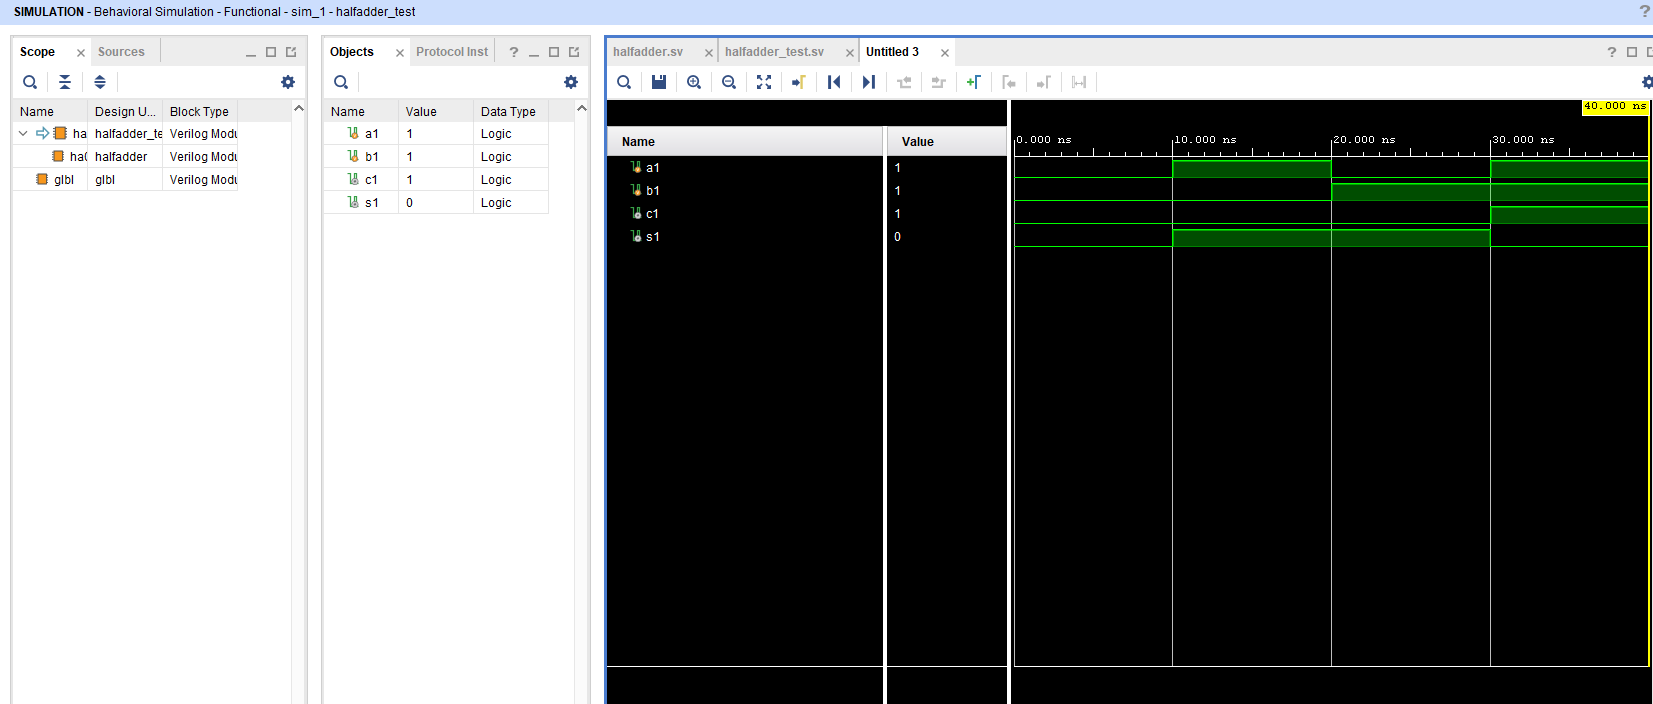 SIMULATION - Behavioral Simulation - Functional - sim_1 - halfadder_test ?
Scope Sources
Name Design U... Block Type
ha halfadder_te Verilog Modu
ha0 halfadder Verilog Modu
glbl glbl Verilog Modu
Objects Protocol Inst ?
Name Value Data Type
a1 1 Logic
b1 1 Logic
c1 1 Logic
s1 0 Logic
halfadder.sv halfadder_test.sv Untitled 3 ?
40.000 ns
Name Value 0.000 ns 10.000 ns 20.000 ns 30.000 ns
a1 1
b1 1
c1 1
s1 0